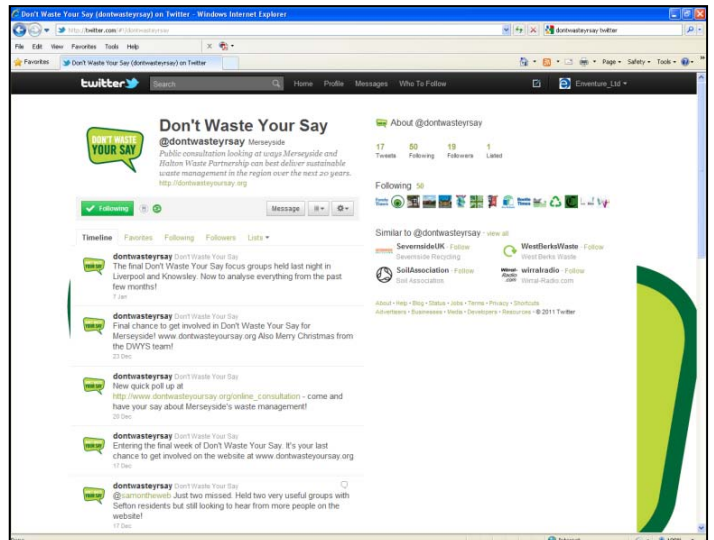 Don't Waste Your Say (dontwasteyrsay) on Twitter - Windows Internet Explorer
http://twitter.com/#!/dontwasteyrsay
dontwasteyrsay twitter
File Edit View Favorites Tools Help
Favorites
Don't Waste Your Say (dontwasteyrsay) on Twitter
Page Safety Tools
twitter
Search
Home Profile Messages Who To Follow
Enventure_Ltd
DON'T WASTE
YOUR SAY
Don't Waste Your Say
@dontwasteyrsay Merseyside
Public consultation looking at ways Merseyside and
Halton Waste Partnership can best deliver sustainable
waste management in the region over the next 20 years.
http://dontwasteyoursay.org
Following
Message
Timeline Favorites Following Followers Lists
dontwasteyrsay Don't Waste Your Say
The final Don't Waste Your Say focus groups held last night in
Liverpool and Knowsley. Now to analyse everything from the past
few months!
7 Jan
dontwasteyrsay Don't Waste Your Say
Final chance to get involved in Don't Waste Your Say for
Merseyside! www.dontwasteyoursay.org Also Merry Christmas from
the DWYS team!
23 Dec
dontwasteyrsay Don't Waste Your Say
New quick poll up at
http://www.dontwasteyoursay.org/online_consultation - come and
have your say about Merseyside's waste management!
20 Dec
dontwasteyrsay Don't Waste Your Say
Entering the final week of Don't Waste Your Say. It's your last
chance to get involved on the website at www.dontwasteyoursay.org
17 Dec
dontwasteyrsay Don't Waste Your Say
@samontheweb Just two missed. Held two very useful groups with
Sefton residents but still looking to hear from more people on the
website!
17 Dec
About @dontwasteyrsay
17 50 19 1
Tweets Following Followers Listed
Following 50
Similar to @dontwasteyrsay · view all
SevernsideUK · Follow
Severnside Recycling
WestBerksWaste · Follow
West Berks Waste
SoilAssociation · Follow
Soil Association
wirralradio · Follow
Wirral-Radio.com
About · Help · Blog · Status · Jobs · Terms · Privacy · Shortcuts
Advertisers · Businesses · Media · Developers · Resources · © 2011 Twitter